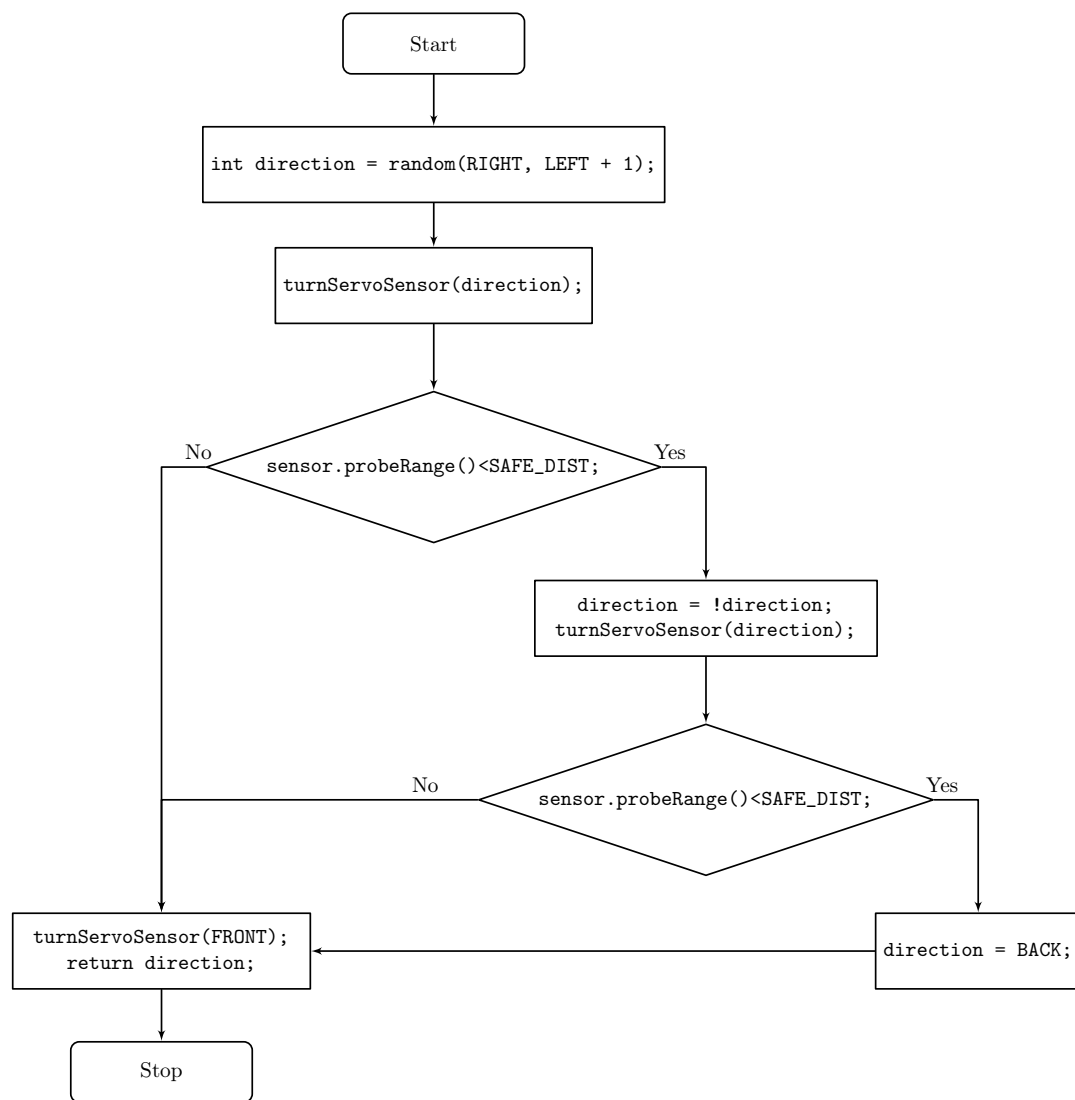 Start
int direction = random(RIGHT, LEFT + 1);
turnServoSensor(direction);
No
Yes
sensor.probeRange()<SAFE_DIST;
direction = !direction;
turnServoSensor(direction);
No
Yes
sensor.probeRange()<SAFE_DIST;
turnServoSensor(FRONT);
return direction;
direction = BACK;
Stop